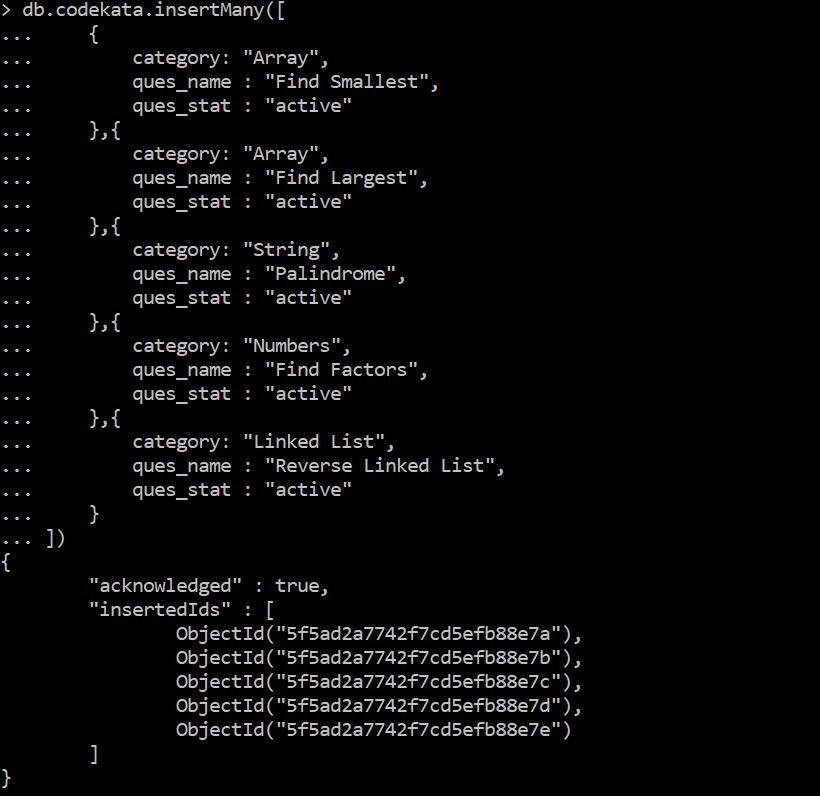 > db.codekata.insertMany([
...     {
...         category: "Array",
...         ques_name : "Find Smallest",
...         ques_stat : "active"
...     },{
...         category: "Array",
...         ques_name : "Find Largest",
...         ques_stat : "active"
...     },{
...         category: "String",
...         ques_name : "Palindrome",
...         ques_stat : "active"
...     },{
...         category: "Numbers",
...         ques_name : "Find Factors",
...         ques_stat : "active"
...     },{
...         category: "Linked List",
...         ques_name : "Reverse Linked List",
...         ques_stat : "active"
...     }
... ])
{
        "acknowledged" : true,
        "insertedIds" : [
                ObjectId("5f5ad2a7742f7cd5efb88e7a"),
                ObjectId("5f5ad2a7742f7cd5efb88e7b"),
                ObjectId("5f5ad2a7742f7cd5efb88e7c"),
                ObjectId("5f5ad2a7742f7cd5efb88e7d"),
                ObjectId("5f5ad2a7742f7cd5efb88e7e")
        ]
}